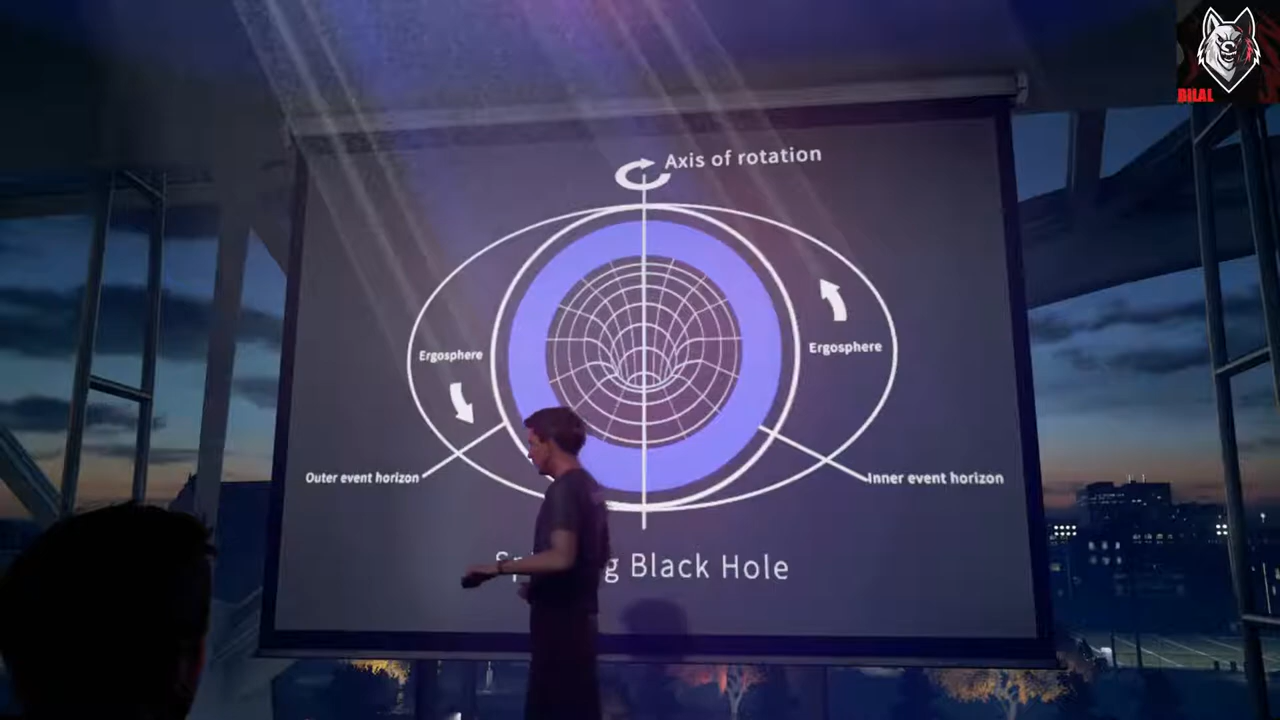 BILAL
Axis of rotation
Ergosphere
Ergosphere
Outer event horizon
Inner event horizon
Black Hole